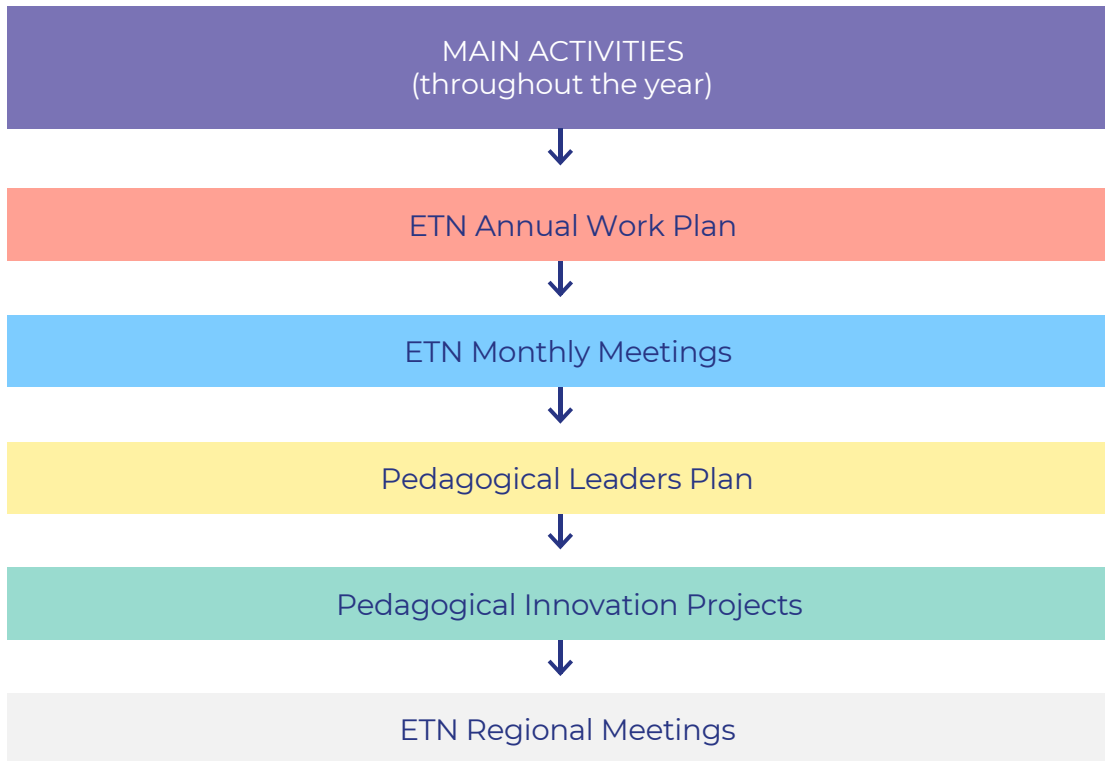 MAIN ACTIVITIES
(throughout the year)
ETN Annual Work Plan
ETN Monthly Meetings
Pedagogical Leaders Plan
Pedagogical Innovation Projects
ETN Regional Meetings